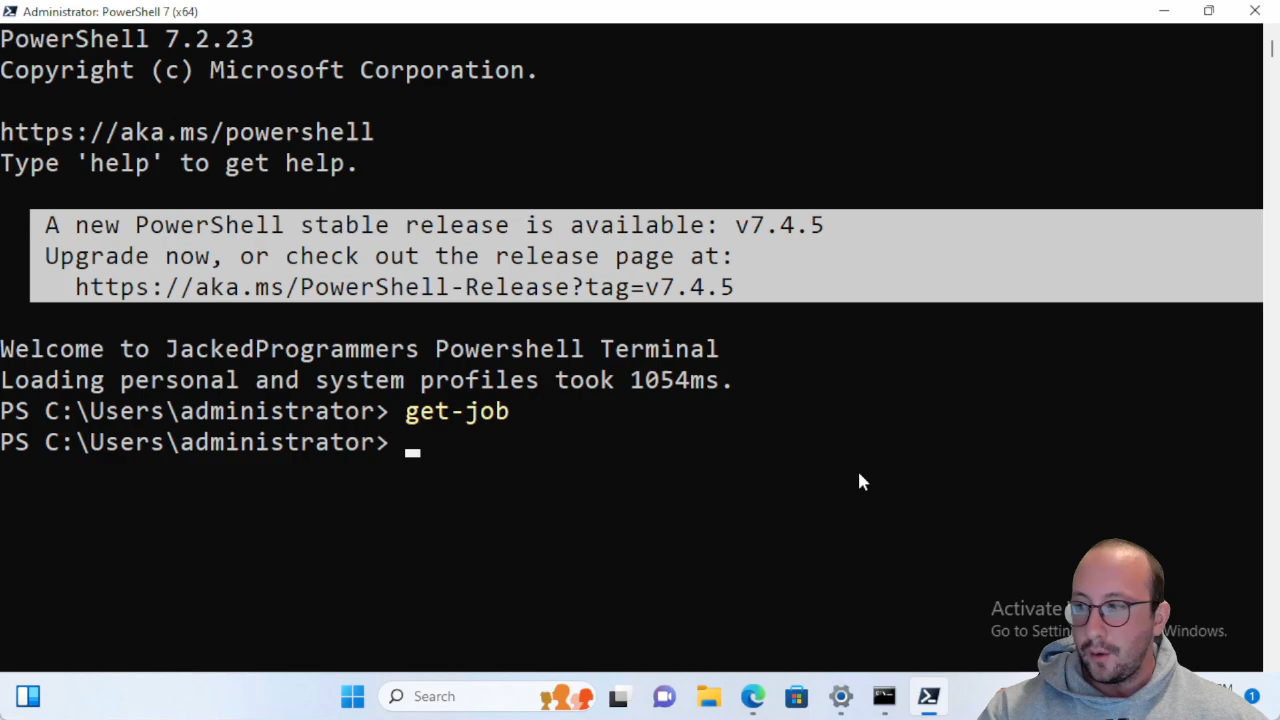 Administrator: PowerShell 7 (x64)
PowerShell 7.2.23
Copyright (c) Microsoft Corporation.
https://aka.ms/powershell
Type 'help' to get help.
A new PowerShell stable release is available: v7.4.5
Upgrade now, or check out the release page at:
https://aka.ms/PowerShell-Release?tag=v7.4.5
Welcome to JackedProgrammers Powershell Terminal
Loading personal and system profiles took 1054ms.
PS C:\Users\administrator> get-job
PS C:\Users\administrator>
Activate
Go to Windows.
Search
1